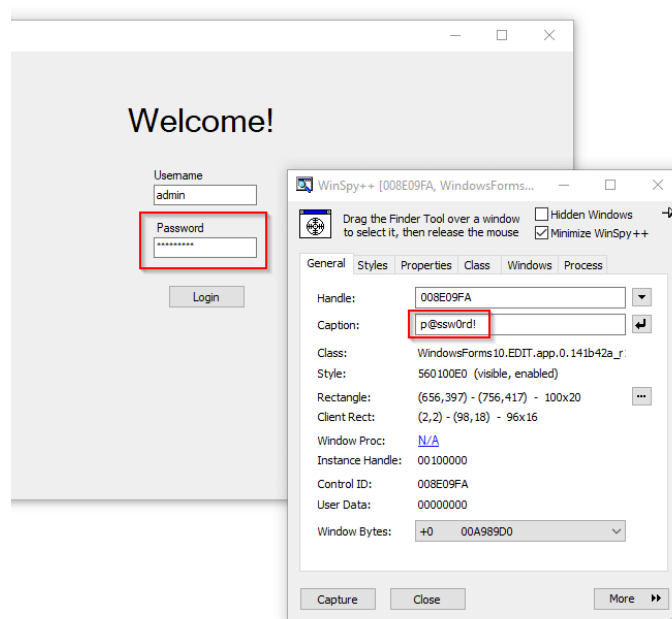 Welcome!
Username
admin
Password
*********
Login
WinSpy++ [008E09FA, WindowsForms...
Drag the Finder Tool over a window
to select it, then release the mouse
Hidden Windows
Minimize WinSpy++
General Styles Properties Class Windows Process
Handle: 008E09FA
Caption: p@ssw0rd!
Class: WindowsForms10.EDIT.app.0.141b42a_r
Style: 560100E0 (visible, enabled)
Rectangle: (656,397) - (756,417) - 100x20
Client Rect: (2,2) - (98,18) - 96x16
Window Proc: N/A
Instance Handle: 00100000
Control ID: 008E09FA
User Data: 00000000
Window Bytes: +0 00A989D0
Capture Close More